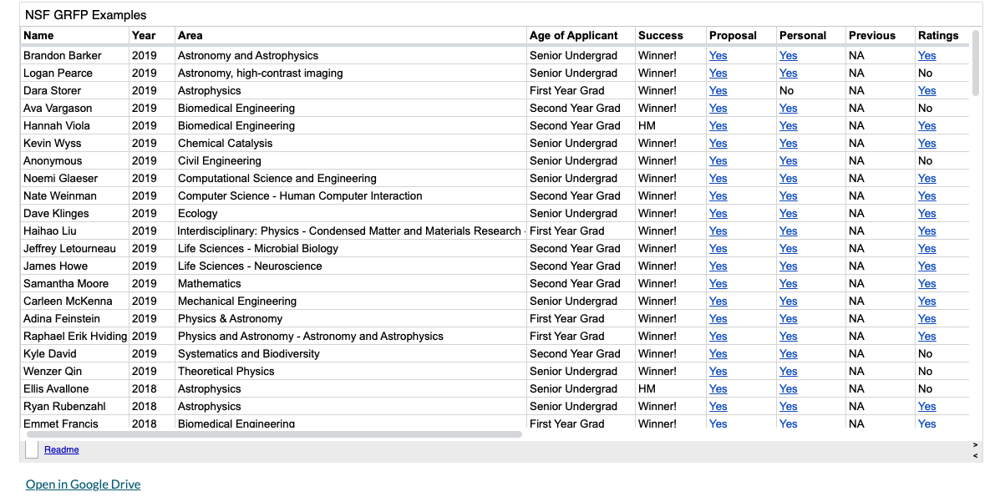 NSF GRFP Examples
Name Year Area Age of Applicant Success Proposal Personal Previous Ratings
Brandon Barker 2019 Astronomy and Astrophysics Senior Undergrad Winner! Yes Yes NA Yes
Logan Pearce 2019 Astronomy, high-contrast imaging Senior Undergrad Winner! Yes Yes NA No
Dara Storer 2019 Astrophysics First Year Grad Winner! Yes No NA Yes
Ava Vargason 2019 Biomedical Engineering Second Year Grad Winner! Yes Yes NA No
Hannah Viola 2019 Biomedical Engineering Second Year Grad HM Yes Yes NA Yes
Kevin Wyss 2019 Chemical Catalysis Senior Undergrad Winner! Yes Yes NA Yes
Anonymous 2019 Civil Engineering Senior Undergrad Winner! Yes Yes NA No
Noemi Glaeser 2019 Computational Science and Engineering Senior Undergrad Winner! Yes Yes NA Yes
Nate Weinman 2019 Computer Science - Human Computer Interaction Second Year Grad Winner! Yes Yes NA Yes
Dave Klinges 2019 Ecology Senior Undergrad Winner! Yes Yes NA Yes
Haihao Liu 2019 Interdisciplinary: Physics - Condensed Matter and Materials Research - First Year Grad Winner! Yes Yes NA Yes
Jeffrey Letourneau 2019 Life Sciences - Microbial Biology Second Year Grad Winner! Yes Yes NA Yes
James Howe 2019 Life Sciences - Neuroscience Second Year Grad Winner! Yes Yes NA Yes
Samantha Moore 2019 Mathematics Second Year Grad Winner! Yes Yes NA Yes
Carleen McKenna 2019 Mechanical Engineering Senior Undergrad Winner! Yes Yes NA Yes
Adina Feinstein 2019 Physics & Astronomy First Year Grad Winner! Yes Yes NA Yes
Raphael Erik Hviding 2019 Physics and Astronomy - Astronomy and Astrophysics First Year Grad Winner! Yes Yes NA Yes
Kyle David 2019 Systematics and Biodiversity Second Year Grad Winner! Yes Yes NA No
Wenzer Qin 2019 Theoretical Physics Senior Undergrad Winner! Yes Yes NA No
Ellis Avallone 2018 Astrophysics Senior Undergrad HM Yes Yes NA No
Ryan Rubenzahl 2018 Astrophysics Senior Undergrad Winner! Yes Yes NA Yes
Emmet Francis 2018 Biomedical Engineering First Year Grad Winner! Yes Yes NA Yes
Readme
>
<
Open in Google Drive